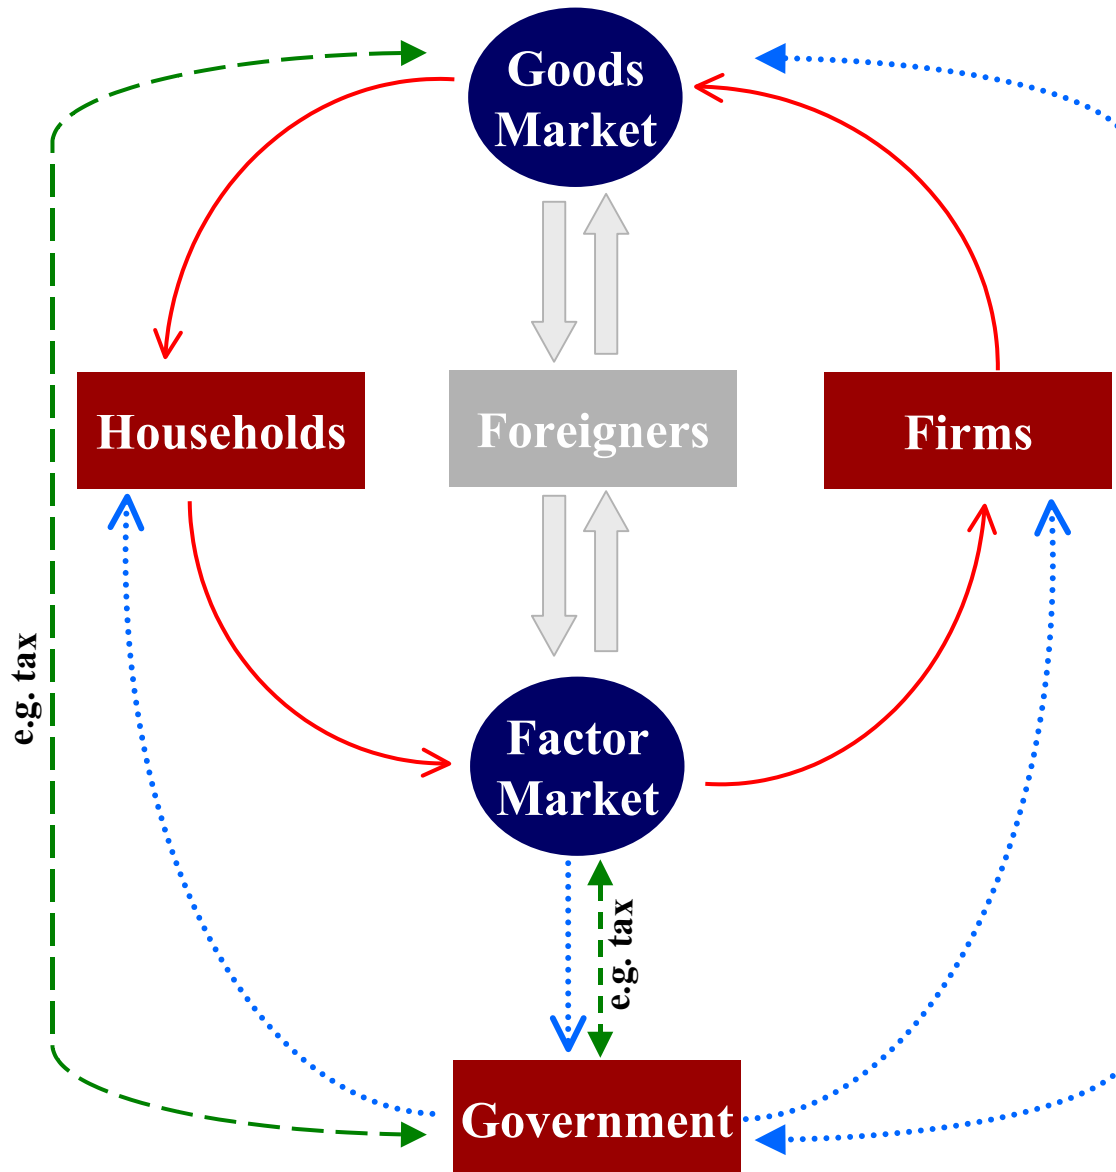 Goods
Market
Households
Foreigners
Firms
e.g. tax
Factor
Market
e.g. tax
Government